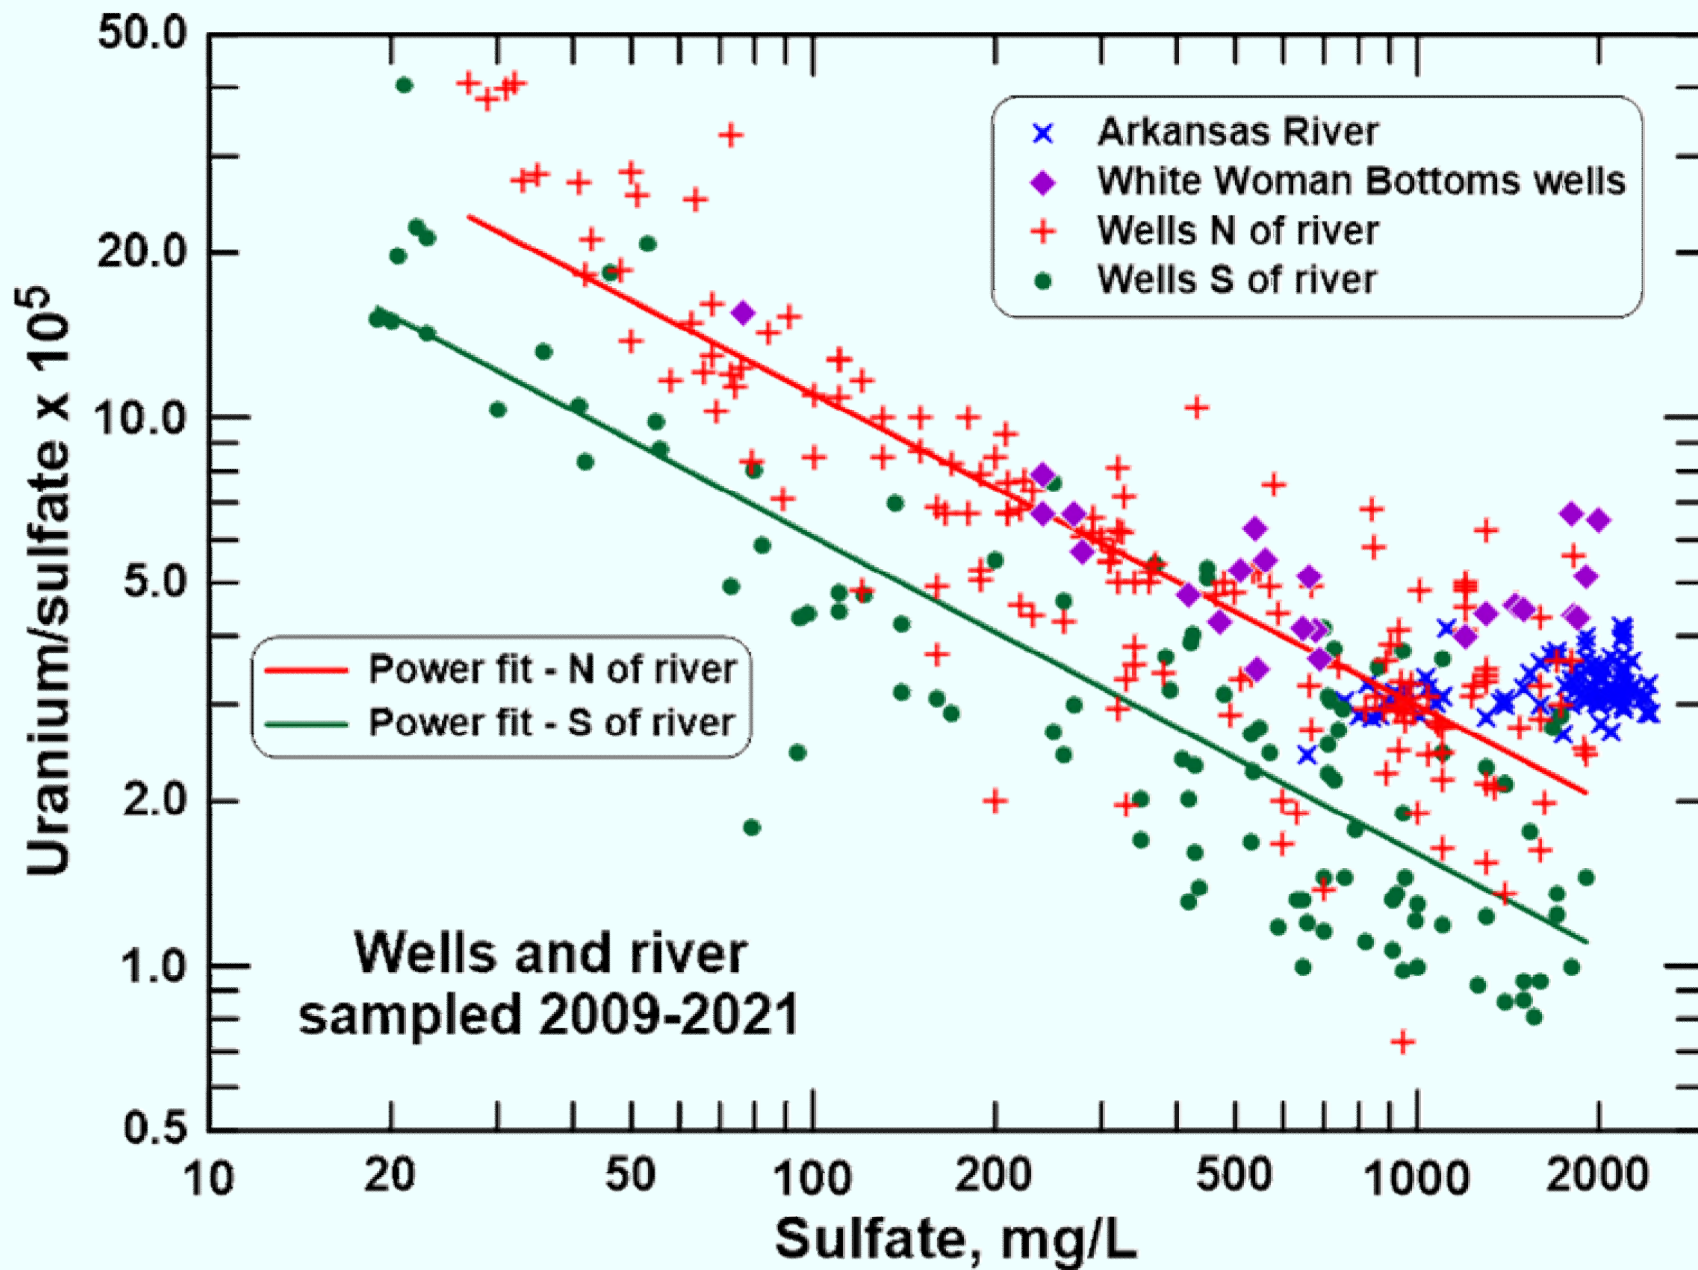 50.0
20.0
10.0
5.0
2.0
1.0
0.5
Uranium/sulfate x 10⁵
Arkansas River
White Woman Bottoms wells
Wells N of river
Wells S of river
Power fit - N of river
Power fit - S of river
Wells and river
sampled 2009-2021
10 20 50 100 200 500 1000 2000
Sulfate, mg/L